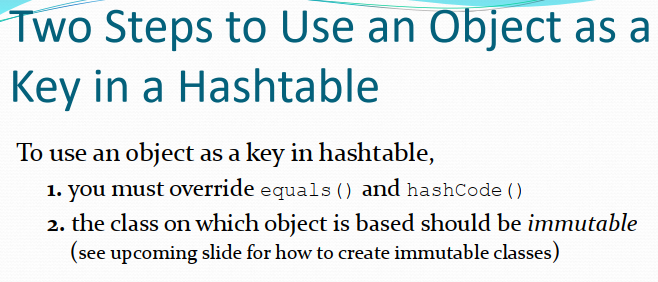 Two Steps to Use an Object as a
Key in a Hashtable
To use an object as a key in hashtable,
1. you must override equals() and hashCode()
2. the class on which object is based should be immutable
(see upcoming slide for how to create immutable classes)